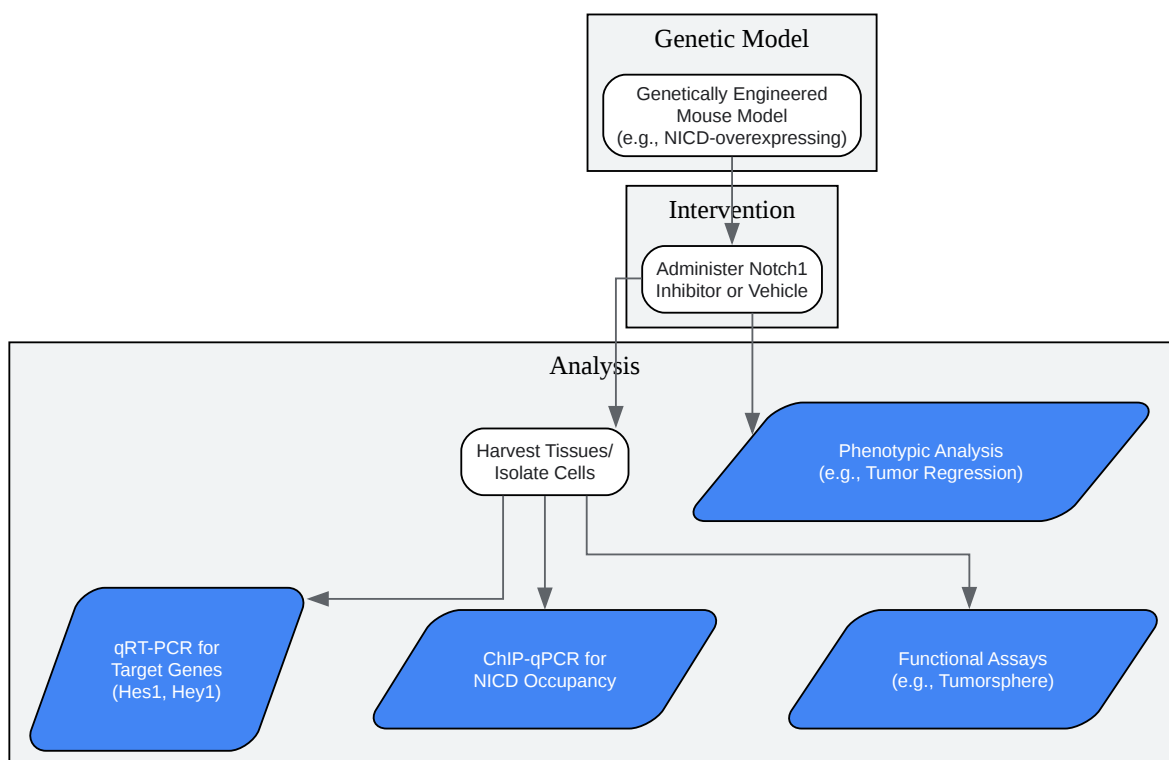 Genetic Model
Genetically Engineered
Mouse Model
(e.g., NICD-overexpressing)
Intervention
Administer Notch1
Inhibitor or Vehicle
Analysis
Harvest Tissues/
Isolate Cells
Phenotypic Analysis
(e.g., Tumor Regression)
qRT-PCR for
Target Genes
(Hes1, Hey1)
ChIP-qPCR for
NICD Occupancy
Functional Assays
(e.g., Tumorsphere)